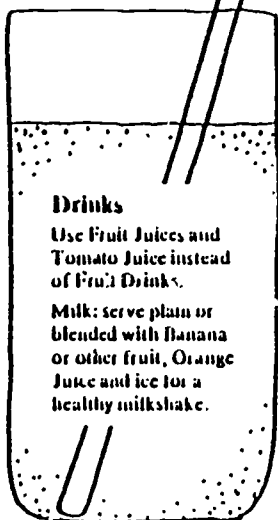 Drinks
Use Fruit Juices and
Tomato Juice instead
of Fruit Drinks.
Milk: serve plain or
blended with Banana
or other fruit, Orange
Juice and ice for a
healthy milkshake.